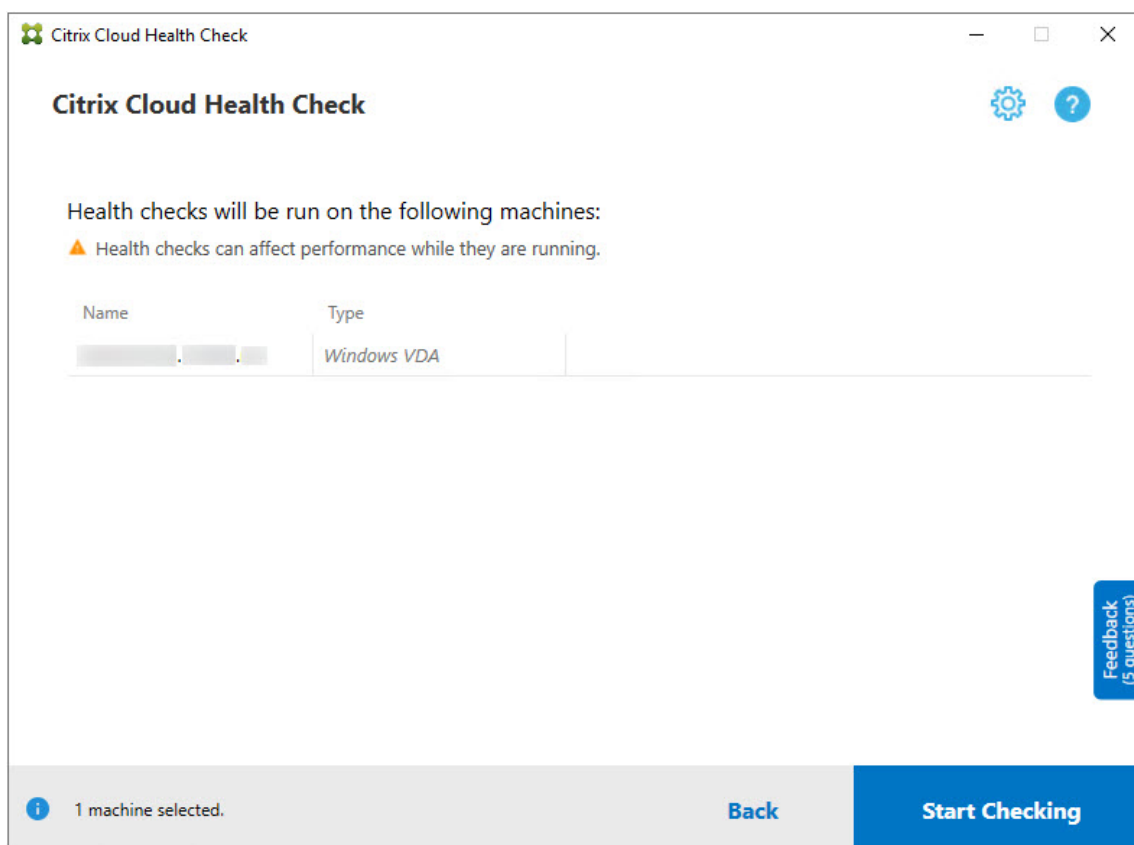 Citrix Cloud Health Check
Citrix Cloud Health Check
?
Health checks will be run on the following machines:
Health checks can affect performance while they are running.
Name Type
. . Windows VDA
Feedback
(5 questions)
i 1 machine selected. Back Start Checking